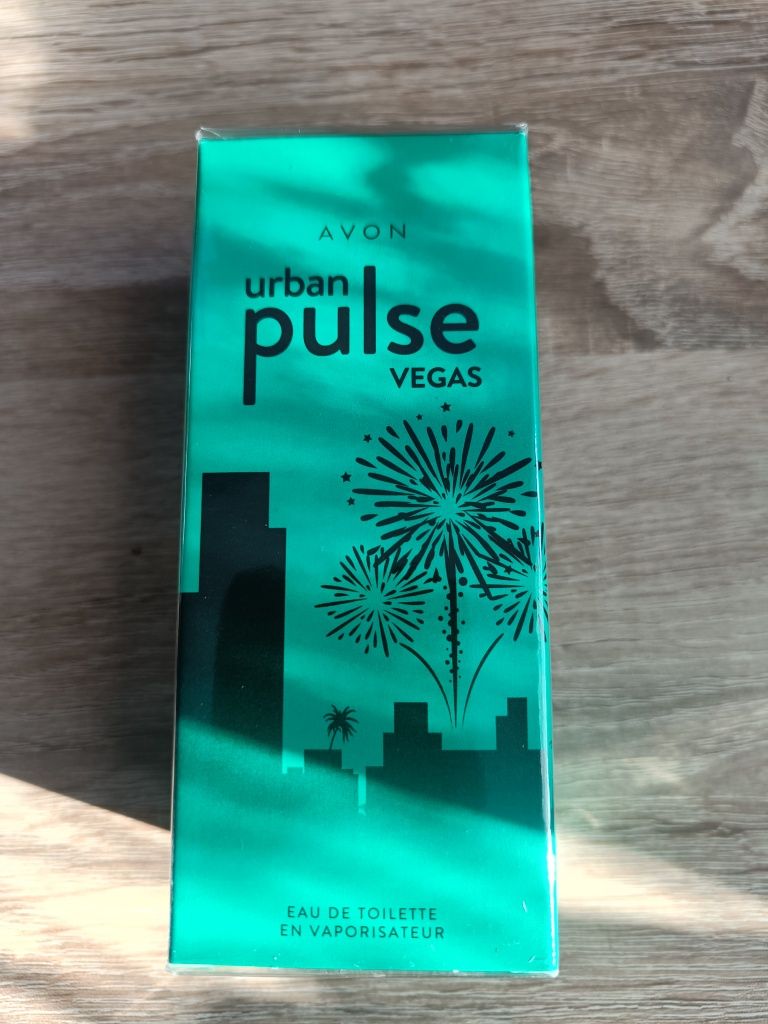 AVON
urban
pulse
VEGAS
EAU DE TOILETTE
EN VAPORISATEUR